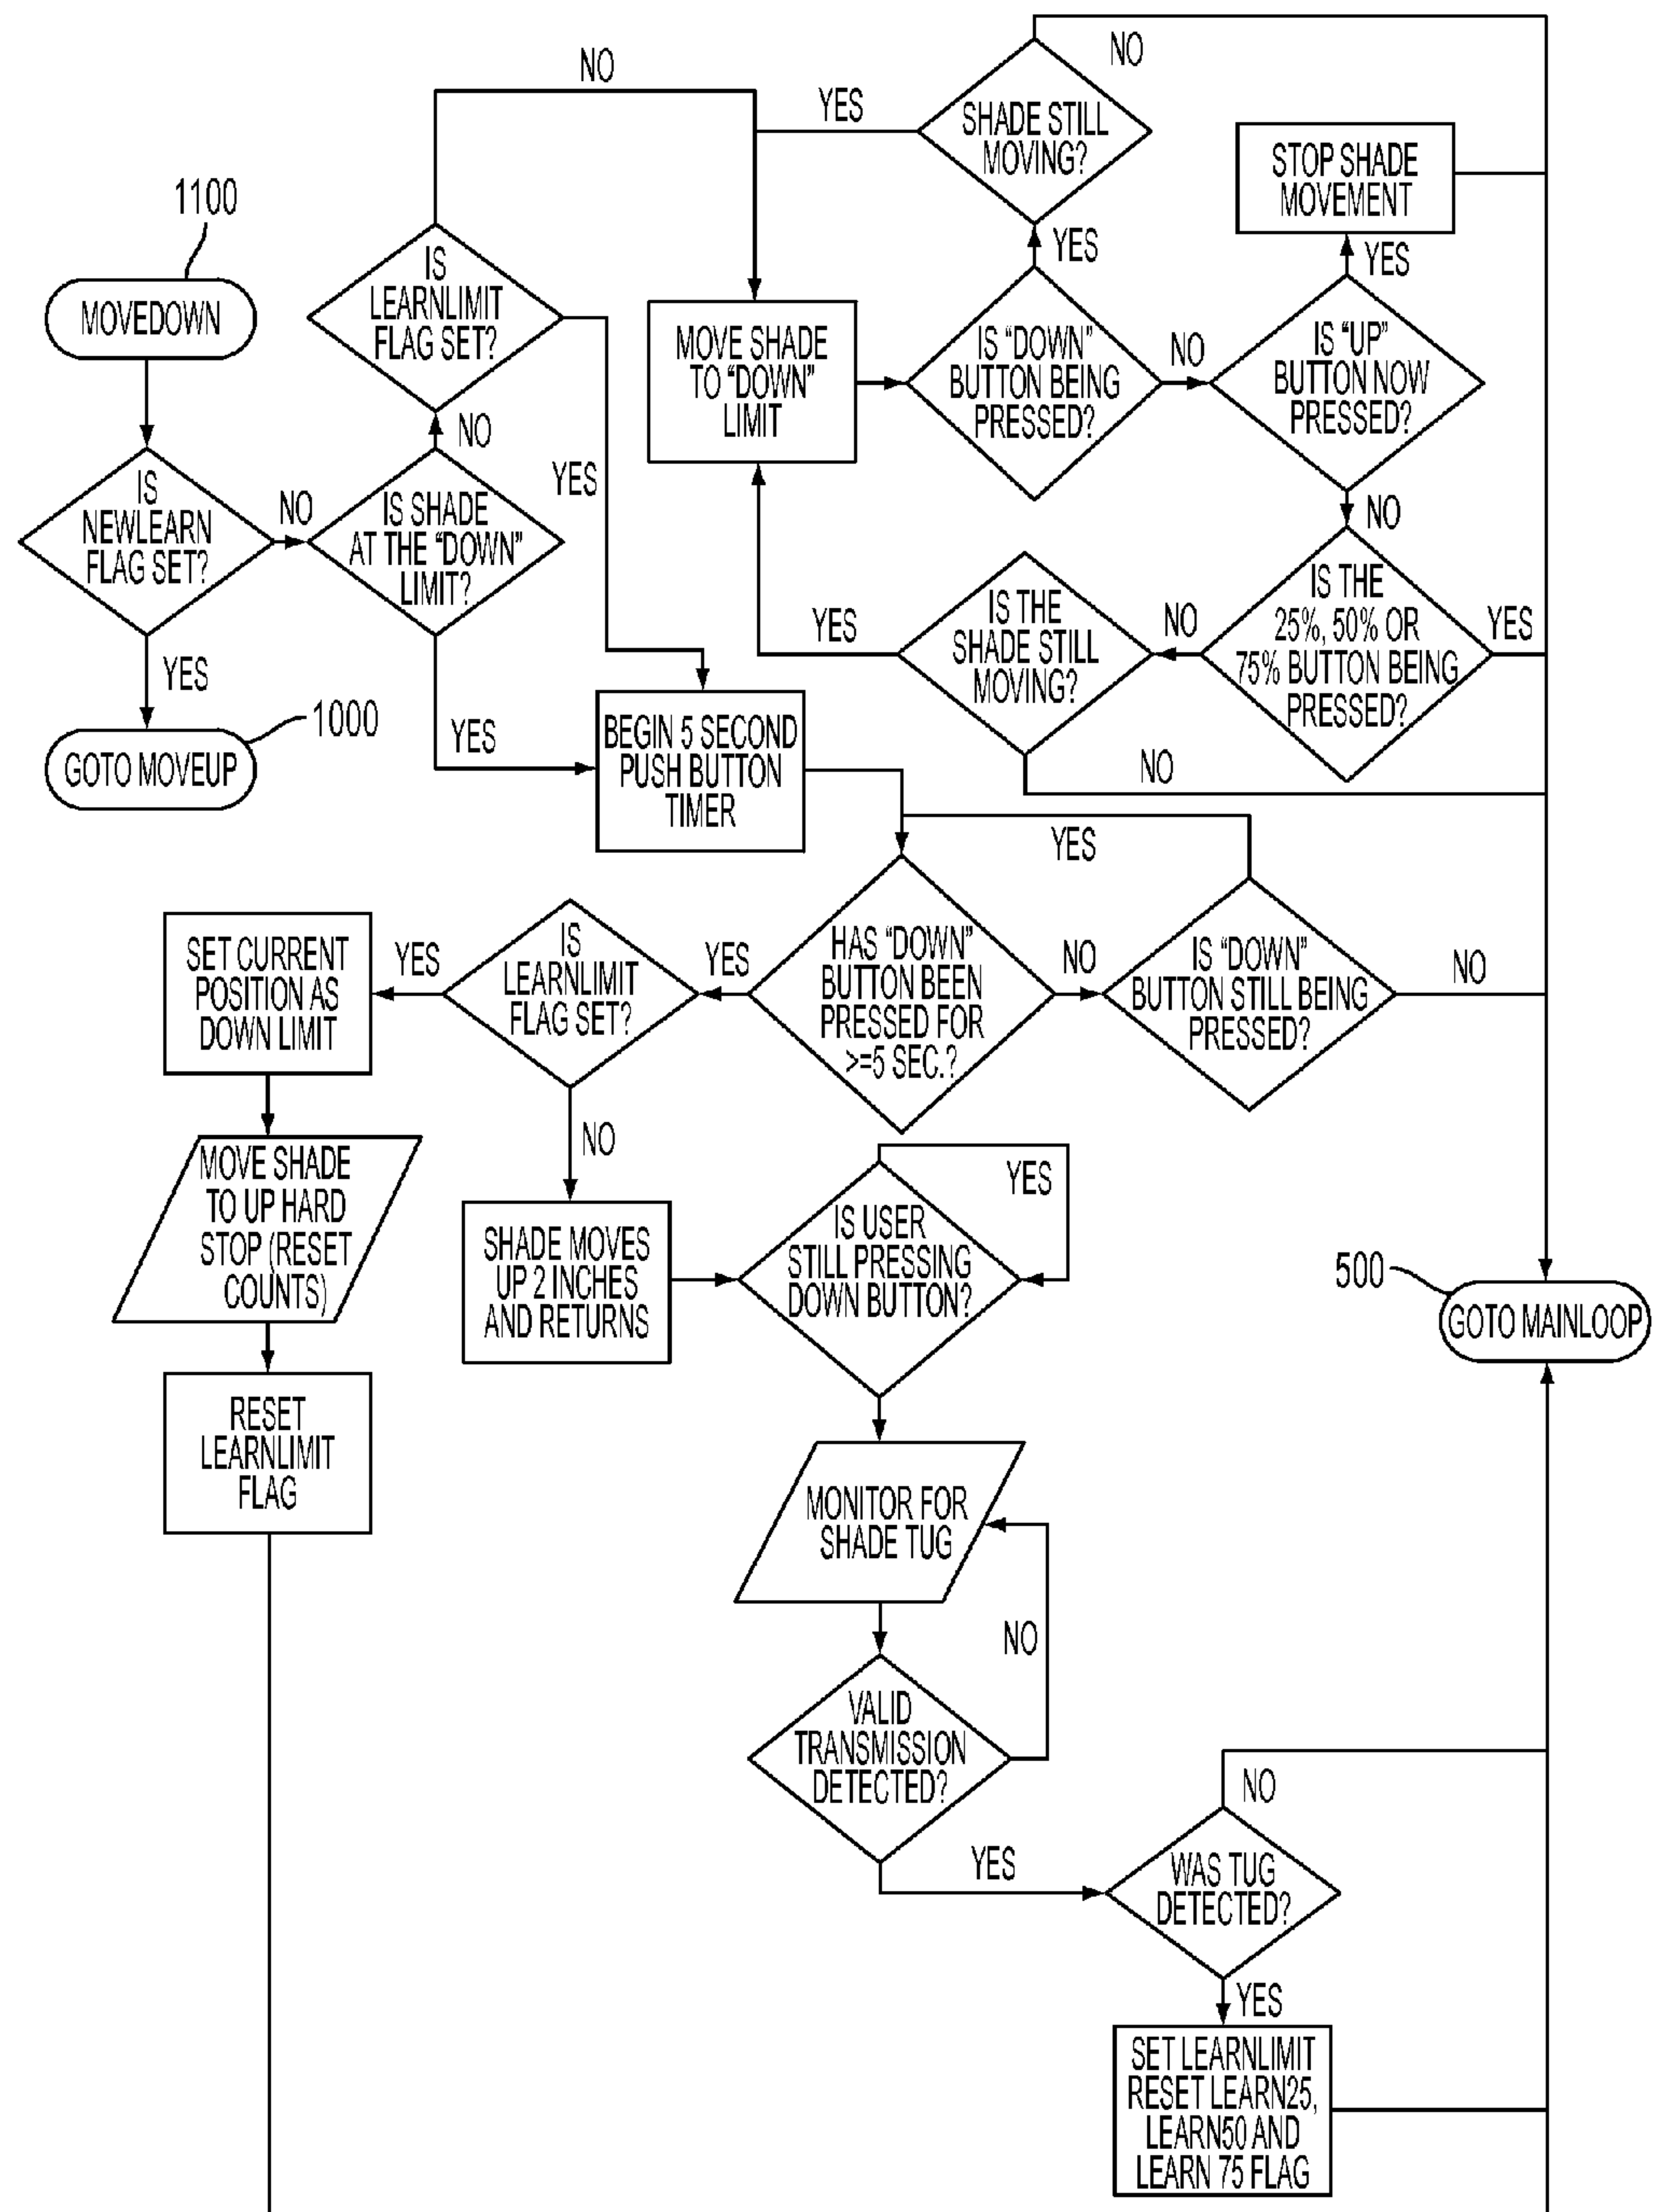 NO
NO
YES
SHADE STILL
MOVING?
STOP SHADE
MOVEMENT
1100
MOVEDOWN
IS
LEARNLIMIT
FLAG SET?
YES
YES
MOVE SHADE
TO "DOWN"
LIMIT
IS "DOWN"
BUTTON BEING
PRESSED?
NO
IS "UP"
BUTTON NOW
PRESSED?
NO
YES
NO
IS
NEWLEARN
FLAG SET?
NO
IS SHADE
AT THE "DOWN"
LIMIT?
YES
IS THE
SHADE STILL
MOVING?
NO
IS THE
25%, 50% OR
75% BUTTON BEING
PRESSED?
YES
YES
1000
GOTO MOVEUP
YES
BEGIN 5 SECOND
PUSH BUTTON
TIMER
NO
YES
SET CURRENT
POSITION AS
DOWN LIMIT
YES
IS
LEARNLIMIT
FLAG SET?
YES
HAS "DOWN"
BUTTON BEEN
PRESSED FOR
>=5 SEC.?
NO
IS "DOWN"
BUTTON STILL BEING
PRESSED?
NO
NO
MOVE SHADE
TO UP HARD
STOP (RESET
COUNTS)
SHADE MOVES
UP 2 INCHES
AND RETURNS
IS USER
STILL PRESSING
DOWN BUTTON?
YES
500
GOTO MAINLOOP
RESET
LEARNLIMIT
FLAG
MONITOR FOR
SHADE TUG
NO
VALID
TRANSMISSION
DETECTED?
NO
YES
WAS TUG
DETECTED?
YES
SET LEARNLIMIT
RESET LEARN25,
LEARN50 AND
LEARN 75 FLAG